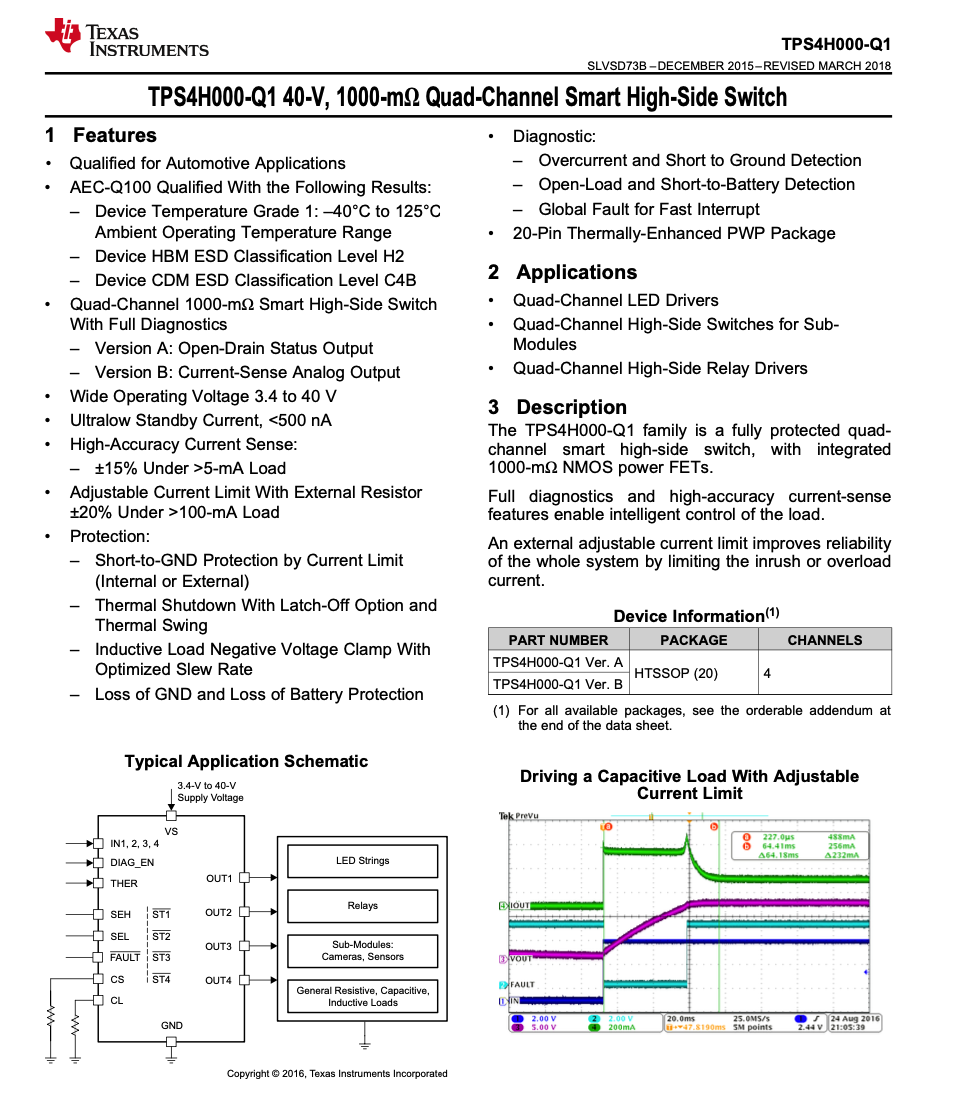 TEXAS
INSTRUMENTS
TPS4H000-Q1
SLVSD73B – DECEMBER 2015 – REVISED MARCH 2018
TPS4H000-Q1 40-V, 1000-mΩ Quad-Channel Smart High-Side Switch
1 Features
• Qualified for Automotive Applications
• AEC-Q100 Qualified With the Following Results:
– Device Temperature Grade 1: –40°C to 125°C
Ambient Operating Temperature Range
– Device HBM ESD Classification Level H2
– Device CDM ESD Classification Level C4B
• Quad-Channel 1000-mΩ Smart High-Side Switch
With Full Diagnostics
– Version A: Open-Drain Status Output
– Version B: Current-Sense Analog Output
• Wide Operating Voltage 3.4 to 40 V
• Ultralow Standby Current, <500 nA
• High-Accuracy Current Sense:
– ±15% Under >5-mA Load
• Adjustable Current Limit With External Resistor
±20% Under >100-mA Load
• Protection:
– Short-to-GND Protection by Current Limit
(Internal or External)
– Thermal Shutdown With Latch-Off Option and
Thermal Swing
– Inductive Load Negative Voltage Clamp With
Optimized Slew Rate
– Loss of GND and Loss of Battery Protection
• Diagnostic:
– Overcurrent and Short to Ground Detection
– Open-Load and Short-to-Battery Detection
– Global Fault for Fast Interrupt
• 20-Pin Thermally-Enhanced PWP Package
2 Applications
• Quad-Channel LED Drivers
• Quad-Channel High-Side Switches for Sub-
Modules
• Quad-Channel High-Side Relay Drivers
3 Description
The TPS4H000-Q1 family is a fully protected quad-
channel smart high-side switch, with integrated
1000-mΩ NMOS power FETs.
Full diagnostics and high-accuracy current-sense
features enable intelligent control of the load.
An external adjustable current limit improves reliability
of the whole system by limiting the inrush or overload
current.
Device Information(1)
PART NUMBER PACKAGE CHANNELS
TPS4H000-Q1 Ver. A
HTSSOP (20) 4
TPS4H000-Q1 Ver. B
(1) For all available packages, see the orderable addendum at
the end of the data sheet.
Typical Application Schematic
3.4-V to 40-V
Supply Voltage
VS
IN1, 2, 3, 4
DIAG_EN
THER
SEH ST1
SEL ST2
FAULT ST3
CS ST4
CL
GND
OUT1
OUT2
OUT3
OUT4
LED Strings
Relays
Sub-Modules:
Cameras, Sensors
General Resistive, Capacitive,
Inductive Loads
Copyright © 2016, Texas Instruments Incorporated
Driving a Capacitive Load With Adjustable
Current Limit
Tek PreVu
a b
a 227.0µs 488mA
b 64.41ms 256mA
Δ64.18ms Δ232mA
4 IOUT
3 VOUT
2 FAULT
1 IN
1 2.00 V 2 2.00 V 20.0ms 25.0MS/s 1 2.44 V 24 Aug 2016
3 5.00 V 4 200mA 47.8190ms 5M points 21:05:39